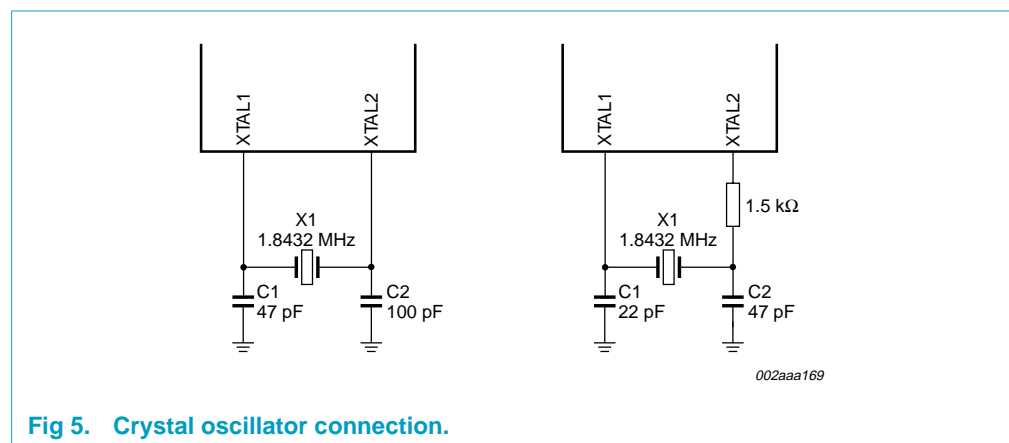 XTAL1
XTAL2
X1
1.8432 MHz
C1
47 pF
C2
100 pF
XTAL1
XTAL2
1.5 kΩ
X1
1.8432 MHz
C1
22 pF
C2
47 pF
002aaa169
Fig 5. Crystal oscillator connection.